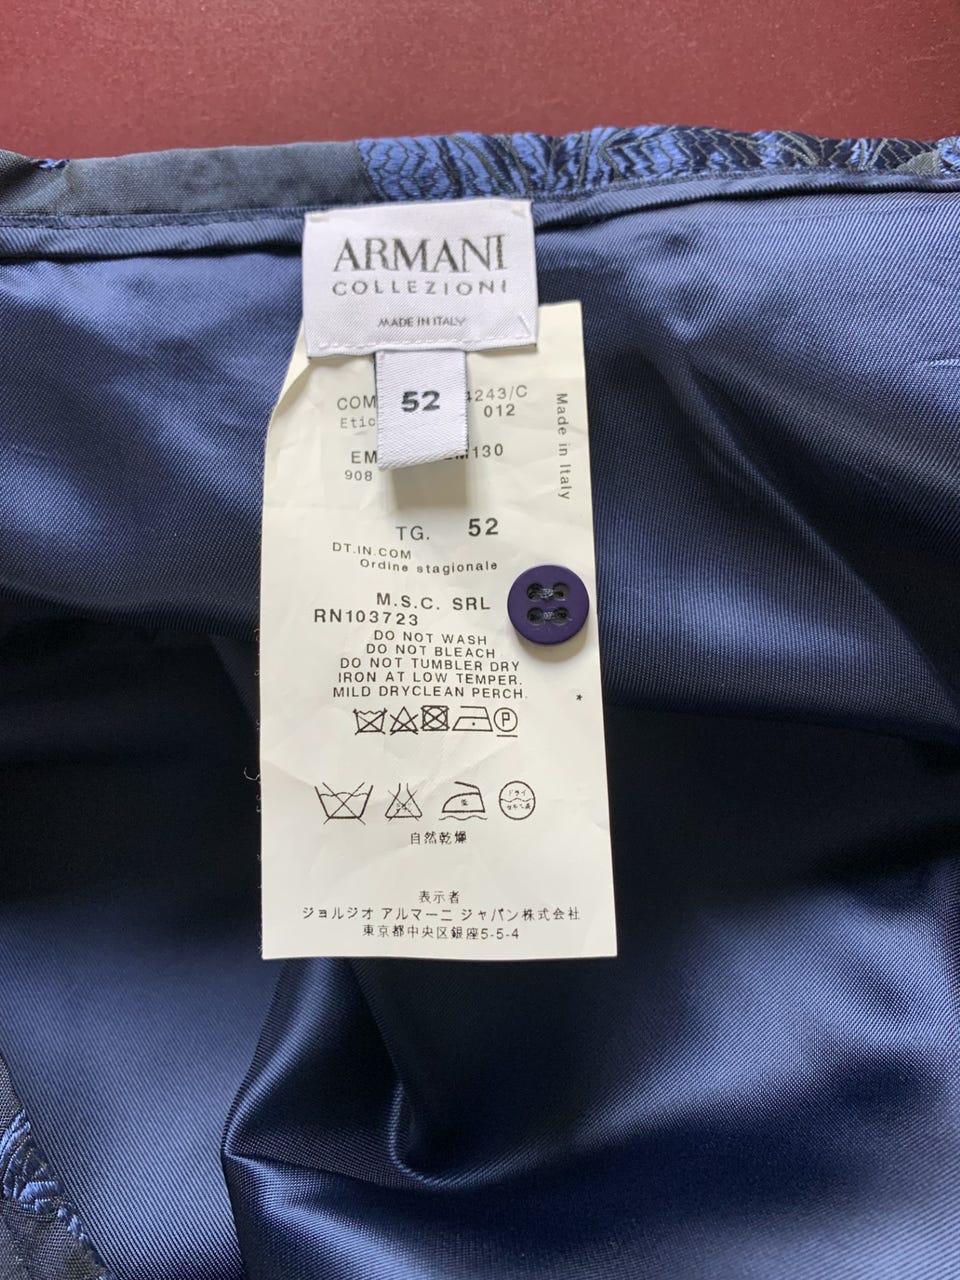 ARMANI
COLLEZIONI
MADE IN ITALY
52
COM 4243/C
Etic 012
EM EM130
908
Made in Italy
TG. 52
DT.IN.COM
Ordine stagionale
M.S.C. SRL
RN103723
DO NOT WASH
DO NOT BLEACH
DO NOT TUMBLER DRY
IRON AT LOW TEMPER.
MILD DRYCLEAN PERCH.
*
P
ドライ
自然乾燥
表示者
ジョルジオ アルマーニ ジャパン株式会社
東京都中央区銀座5-5-4